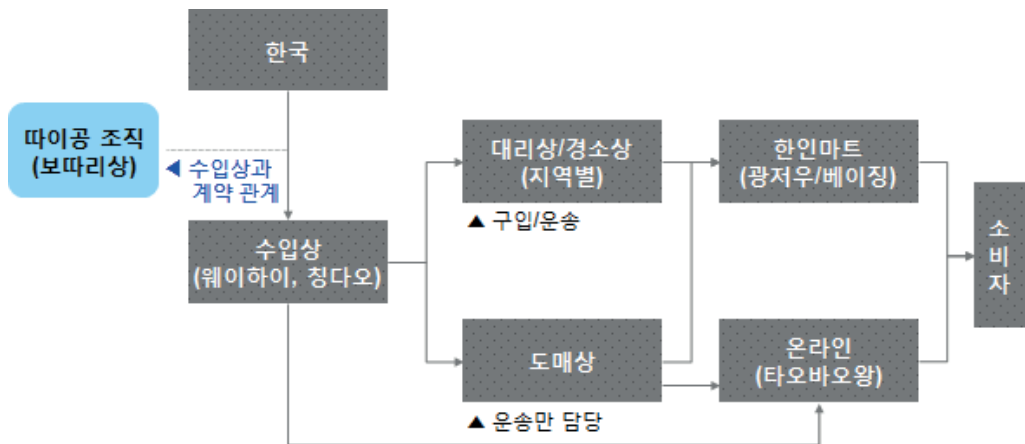 한국
따이공 조직
(보따리상)
◀ 수입상과
계약 관계
수입상
(웨이하이, 칭다오)
대리상/경소상
(지역별)
▲ 구입/운송
도매상
▲ 운송만 담당
한인마트
(광저우/베이징)
온라인
(타오바오왕)
소
비
자